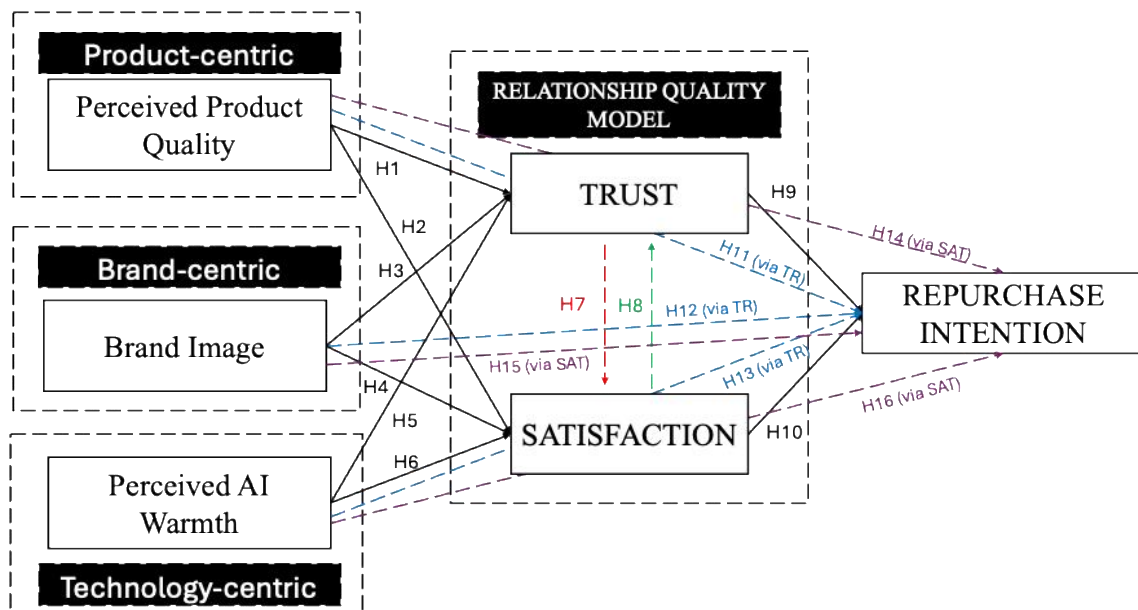 Product-centric
Perceived Product
Quality
Brand-centric
Brand Image
Perceived AI
Warmth
Technology-centric
H1
H2
H3
H4
H5
H6
RELATIONSHIP QUALITY
MODEL
TRUST
H7
H8
SATISFACTION
H9
H10
H11 (via TR)
H12 (via TR)
H13 (via TR)
H14 (via SAT)
H15 (via SAT)
H16 (via SAT)
REPURCHASE
INTENTION